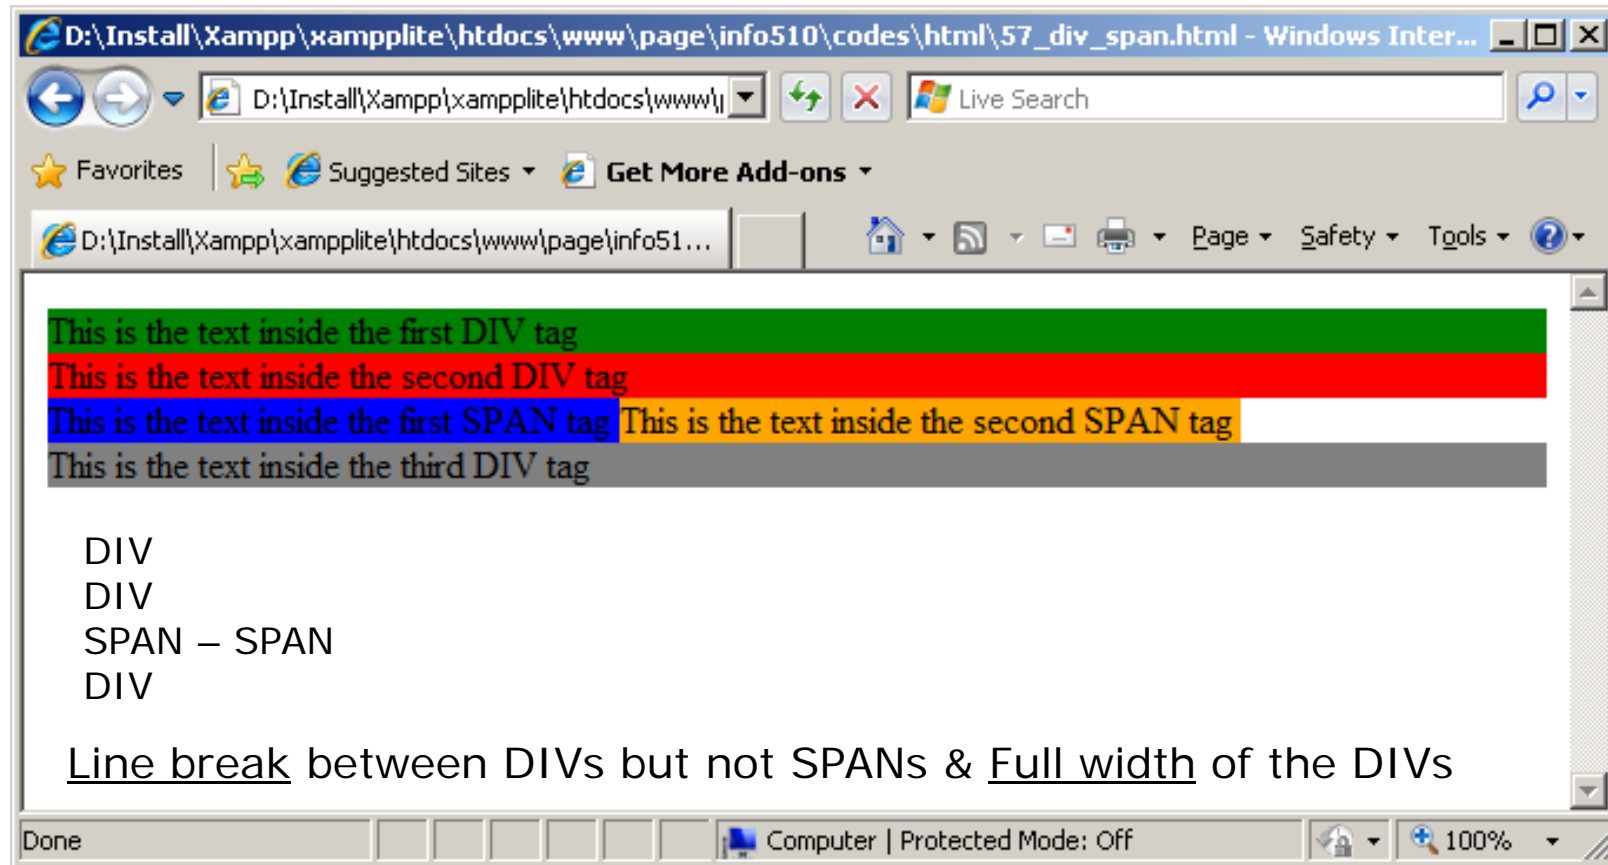 D:\Install\Xampp\xampplite\htdocs\www\page\info510\codes\html\57_div_span.html - Windows Inter...
D:\Install\Xampp\xampplite\htdocs\www\
Live Search
Favorites Suggested Sites Get More Add-ons
D:\Install\Xampp\xampplite\htdocs\www\page\info51... Page Safety Tools
This is the text inside the first DIV tag
This is the text inside the second DIV tag
This is the text inside the first SPAN tag This is the text inside the second SPAN tag
This is the text inside the third DIV tag
DIV
DIV
SPAN – SPAN
DIV
Line break between DIVs but not SPANs & Full width of the DIVs
Done Computer | Protected Mode: Off 100%